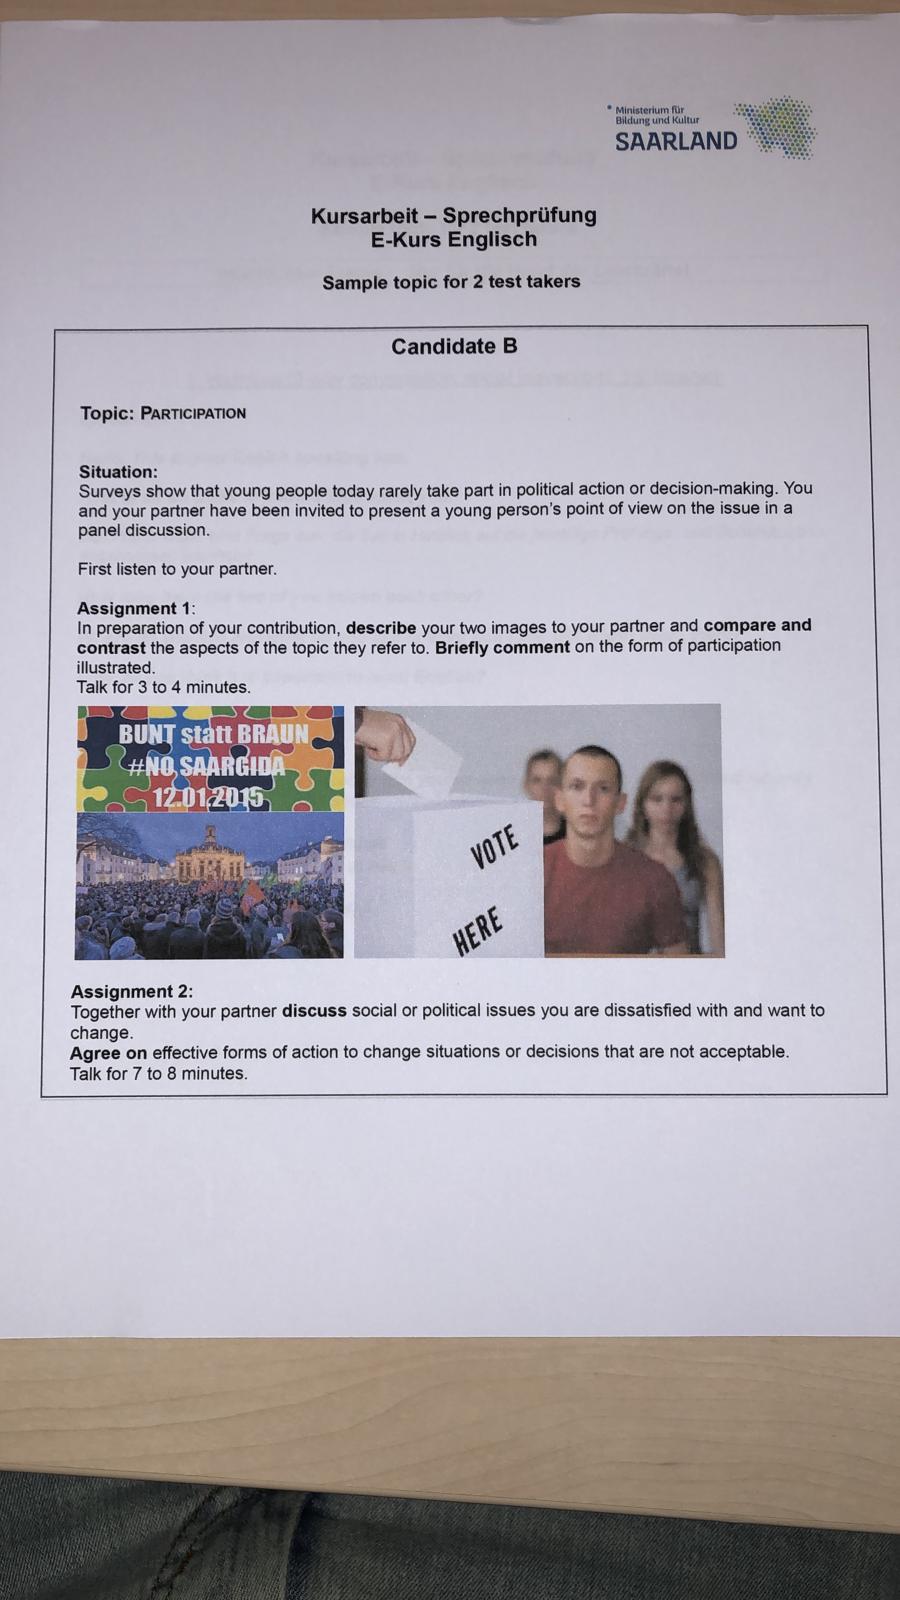 Ministerium für
Bildung und Kultur
SAARLAND
Kursarbeit – Sprechprüfung
E-Kurs Englisch
Sample topic for 2 test takers
Candidate B
Topic: PARTICIPATION
Situation:
Surveys show that young people today rarely take part in political action or decision-making. You
and your partner have been invited to present a young person's point of view on the issue in a
panel discussion.
First listen to your partner.
Assignment 1:
In preparation of your contribution, describe your two images to your partner and compare and
contrast the aspects of the topic they refer to. Briefly comment on the form of participation
illustrated.
Talk for 3 to 4 minutes.
BUNT statt BRAUN
#NO SAARGIDA
12.01.2015
VOTE
HERE
Assignment 2:
Together with your partner discuss social or political issues you are dissatisfied with and want to
change.
Agree on effective forms of action to change situations or decisions that are not acceptable.
Talk for 7 to 8 minutes.